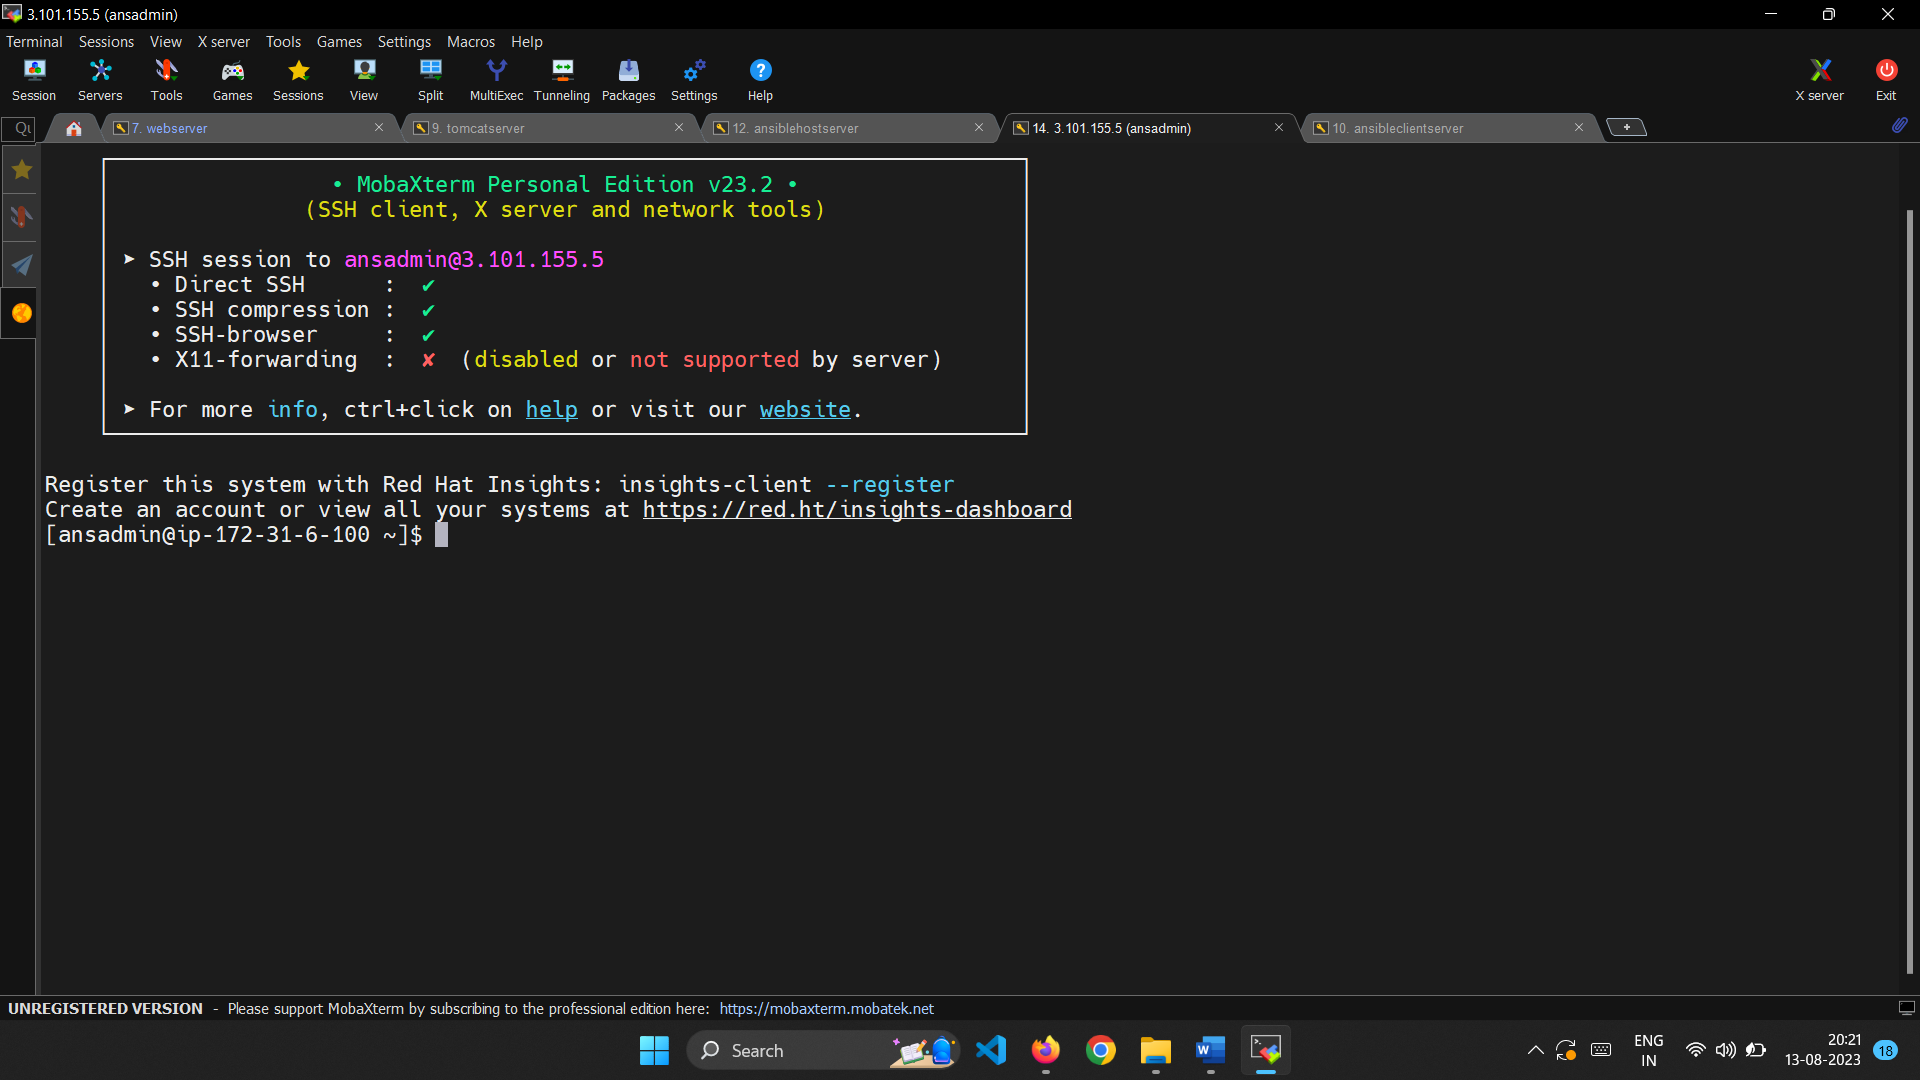 3.101.155.5 (ansadmin)
Terminal Sessions View X server Tools Games Settings Macros Help
Session Servers Tools Games Sessions View Split MultiExec Tunneling Packages Settings Help X server Exit
7. webserver 9. tomcatserver 12. ansiblehostserver 14. 3.101.155.5 (ansadmin) 10. ansibleclientserver
• MobaXterm Personal Edition v23.2 •
(SSH client, X server and network tools)
➤ SSH session to ansadmin@3.101.155.5
• Direct SSH : ✔
• SSH compression : ✔
• SSH-browser : ✔
• X11-forwarding : ✘ (disabled or not supported by server)
➤ For more info, ctrl+click on help or visit our website.
Register this system with Red Hat Insights: insights-client --register
Create an account or view all your systems at https://red.ht/insights-dashboard
[ansadmin@ip-172-31-6-100 ~]$
UNREGISTERED VERSION - Please support MobaXterm by subscribing to the professional edition here: https://mobaxterm.mobatek.net
Search
ENG
IN
20:21
13-08-2023
18